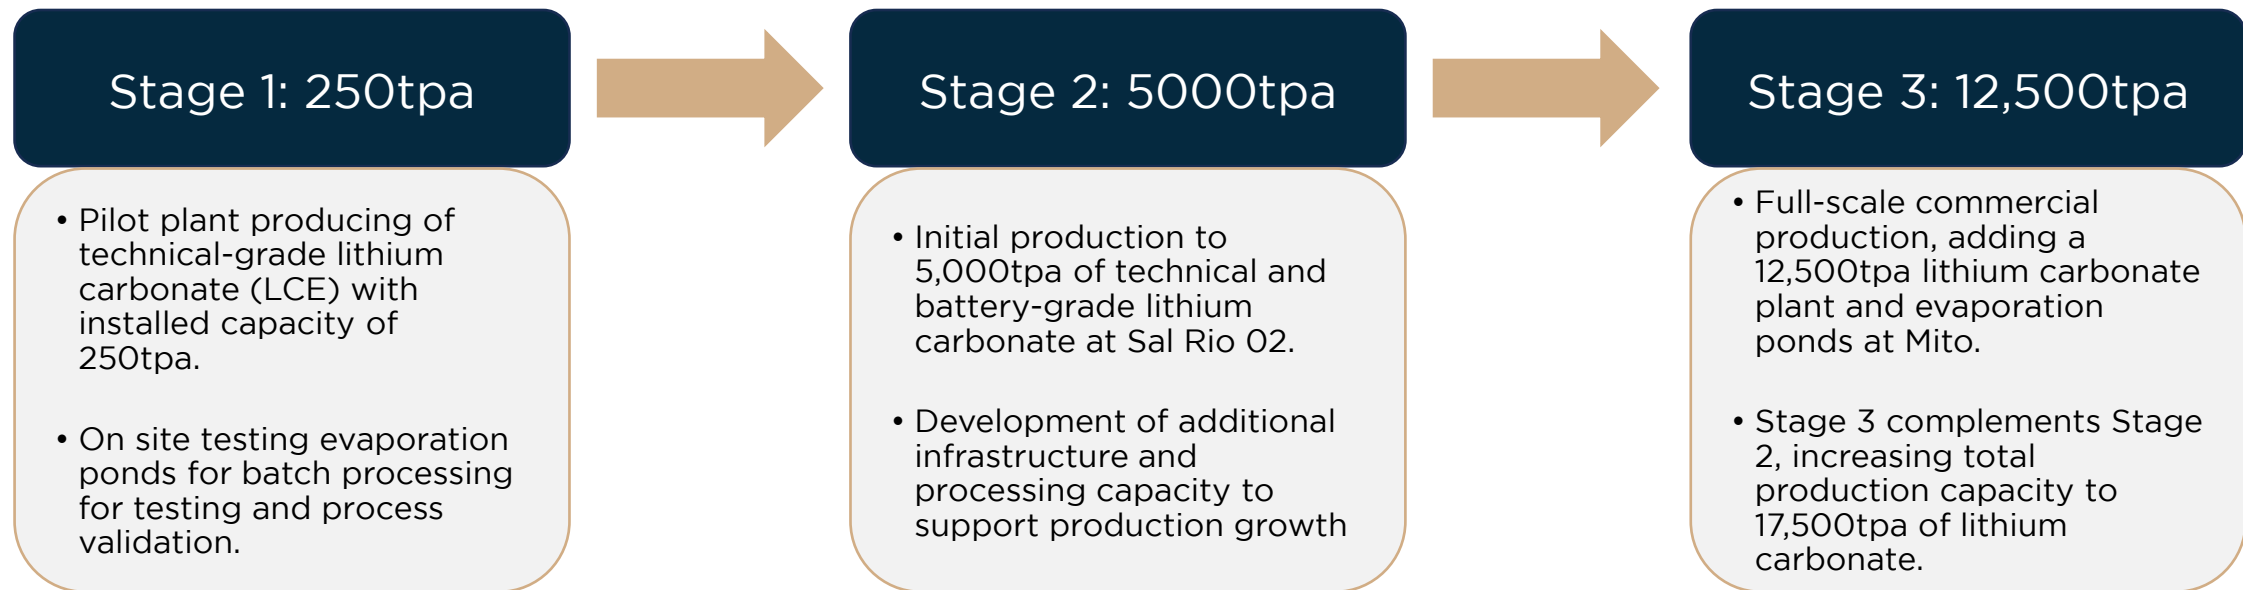 Stage 1: 250tpa
• Pilot plant producing of
technical-grade lithium
carbonate (LCE) with
installed capacity of
250tpa.
• On site testing evaporation
ponds for batch processing
for testing and process
validation.
Stage 2: 5000tpa
• Initial production to
5,000tpa of technical and
battery-grade lithium
carbonate at Sal Rio 02.
• Development of additional
infrastructure and
processing capacity to
support production growth
Stage 3: 12,500tpa
• Full-scale commercial
production, adding a
12,500tpa lithium carbonate
plant and evaporation
ponds at Mito.
• Stage 3 complements Stage
2, increasing total
production capacity to
17,500tpa of lithium
carbonate.